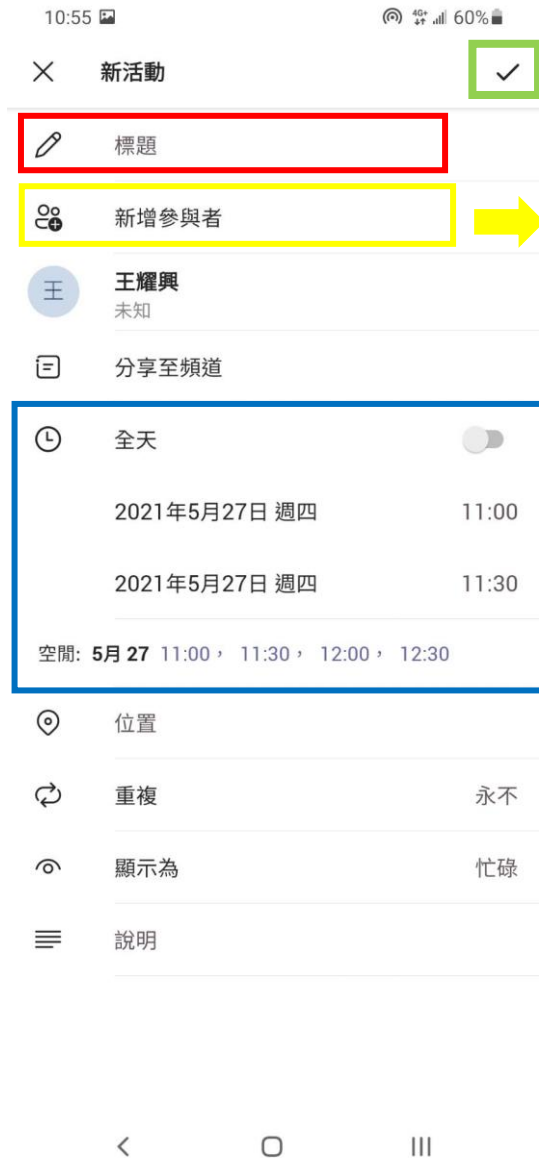 10:55 4G+ 60%
新活動
標題
新增參與者
王 王耀興
未知
分享至頻道
全天
2021年5月27日 週四 11:00
2021年5月27日 週四 11:30
空閒: 5月 27 11:00， 11:30， 12:00， 12:30
位置
重複 永不
顯示為 忙碌
說明